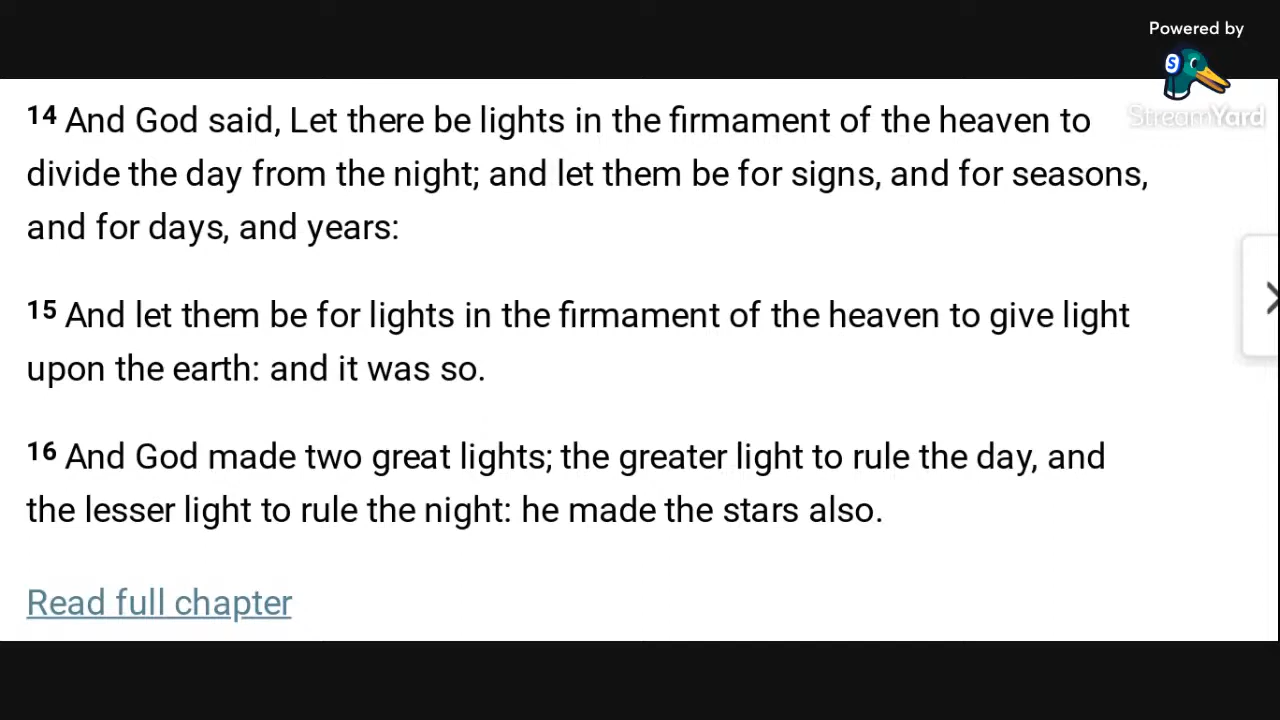 Powered by
S
StreamYard
14 And God said, Let there be lights in the firmament of the heaven to
divide the day from the night; and let them be for signs, and for seasons,
and for days, and years:
15 And let them be for lights in the firmament of the heaven to give light
upon the earth: and it was so.
16 And God made two great lights; the greater light to rule the day, and
the lesser light to rule the night: he made the stars also.
Read full chapter